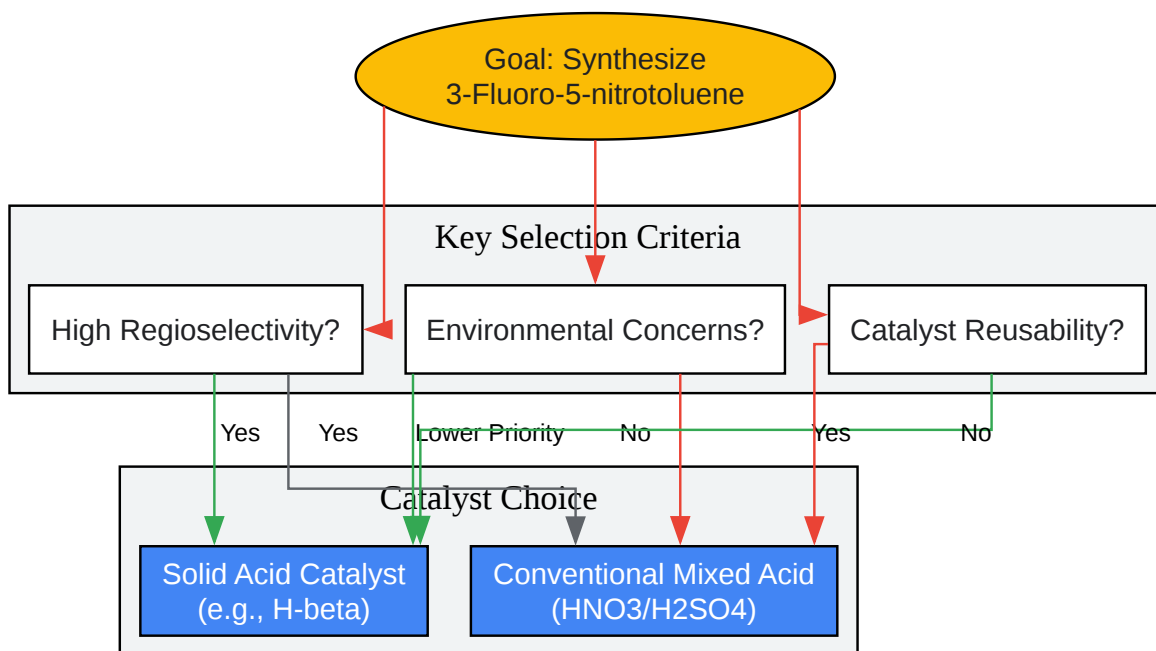 Goal: Synthesize
3-Fluoro-5-nitrotoluene
Key Selection Criteria
High Regioselectivity?
Environmental Concerns?
Catalyst Reusability?
Yes
Yes
Lower Priority
No
Yes
No
Catalyst Choice
Solid Acid Catalyst
(e.g., H-beta)
Conventional Mixed Acid
(HNO3/H2SO4)